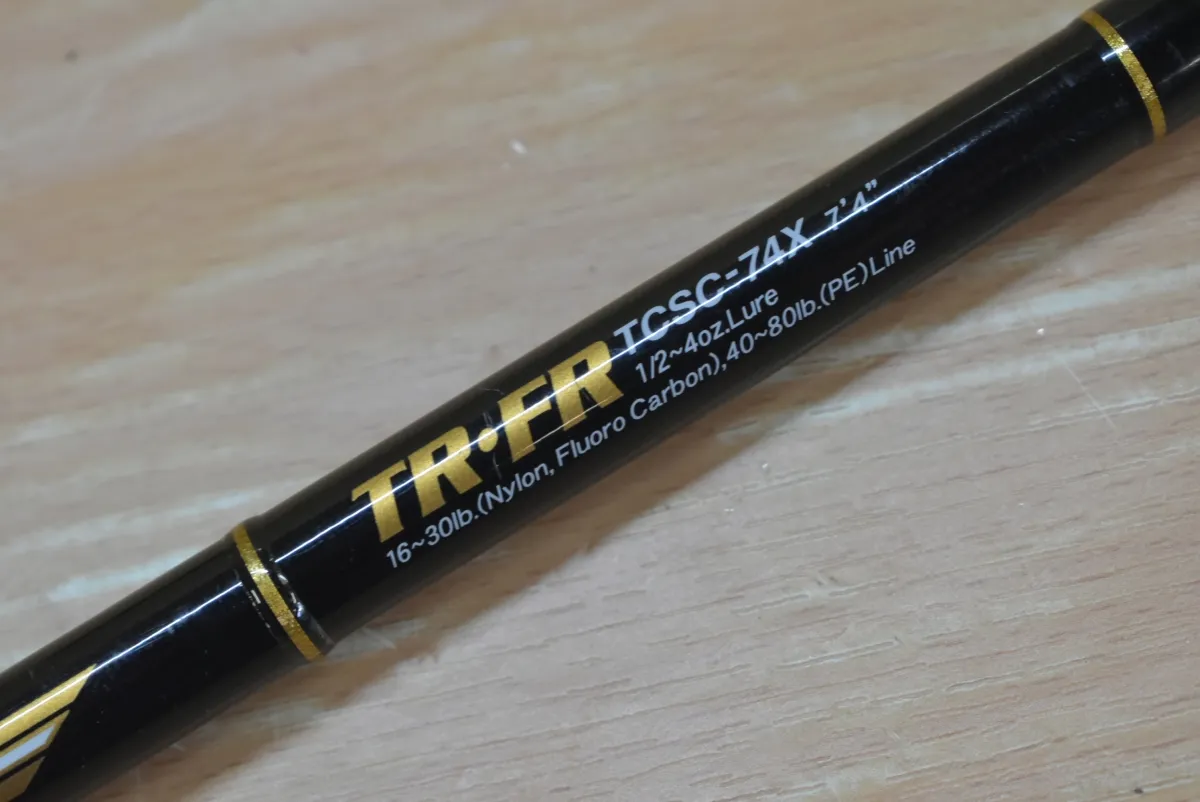 TR•FR TCSC-74X 7'4"
1/2~4oz.Lure
16~30lb.(Nylon, Fluoro Carbon),40~80lb.(PE)Line